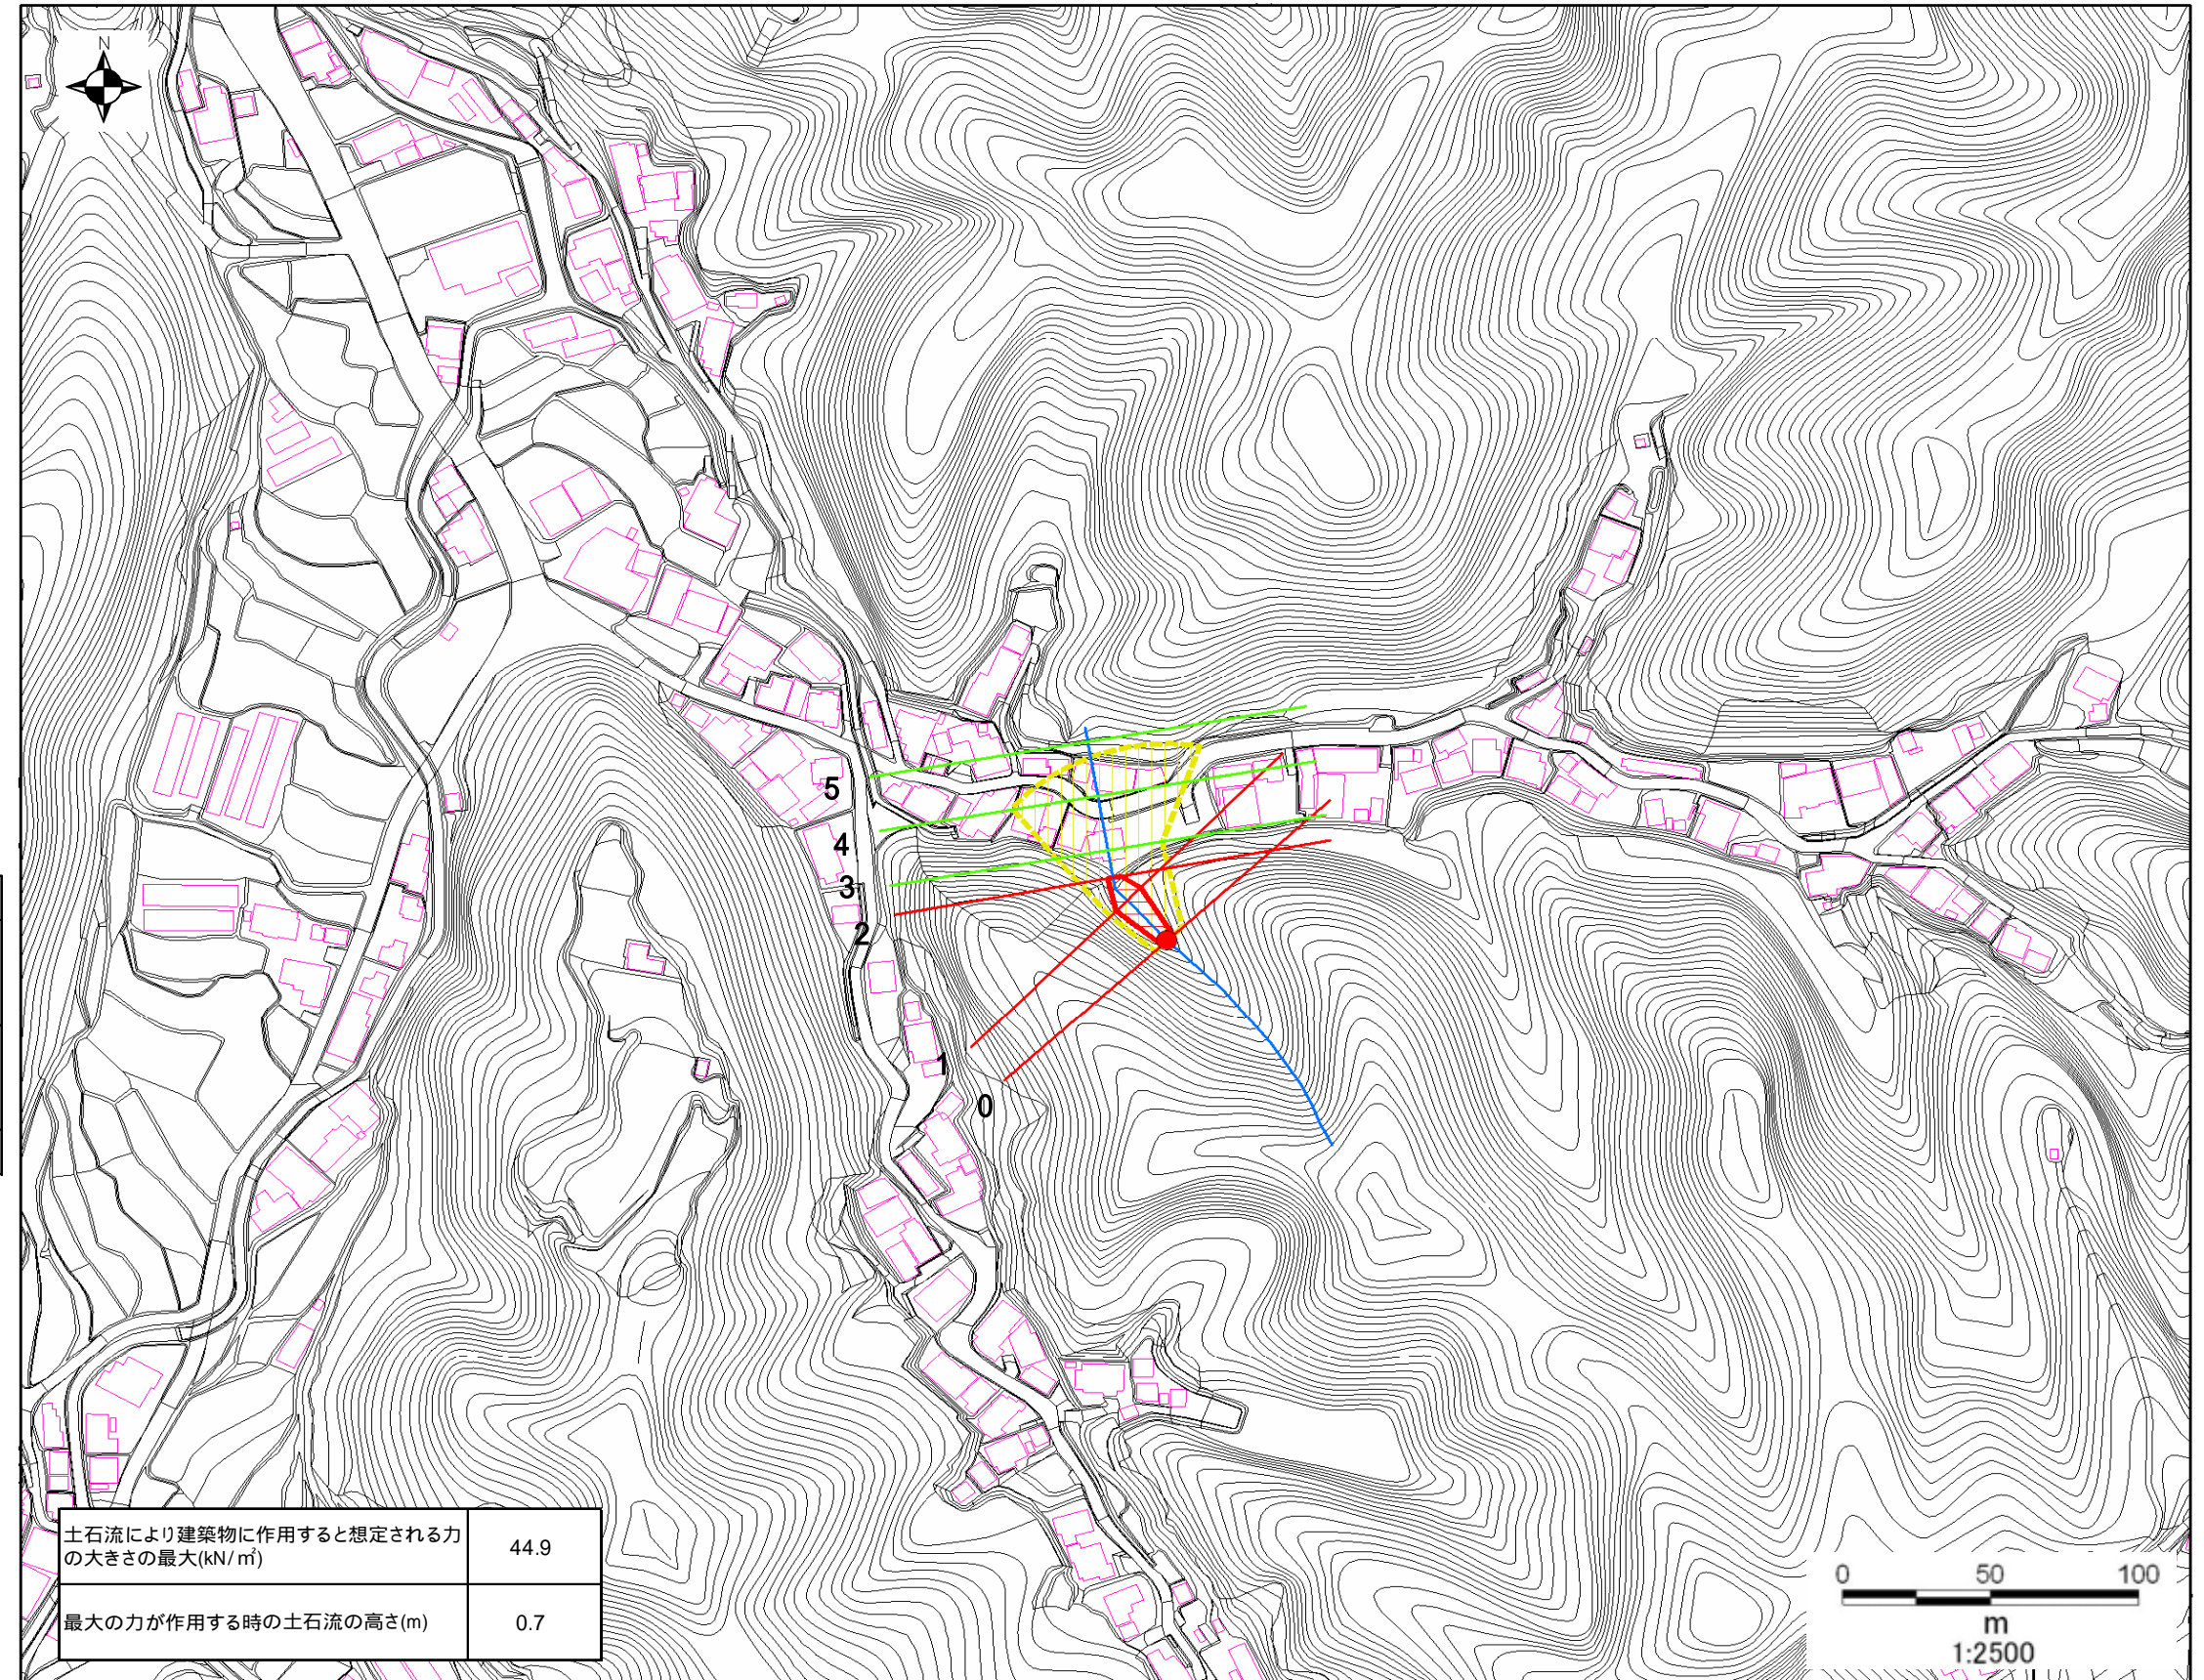 N
5
4
3
2
1
0
土石流により建築物に作用すると想定される力
の大きさの最大(kN/㎡)
44.9
最大の力が作用する時の土石流の高さ(m)
0.7
0 50 100
m
1:2500